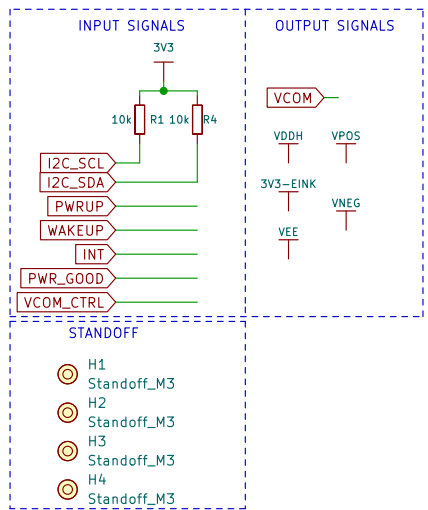 INPUT SIGNALS
3V3
10k R1 10k R4
I2C_SCL
I2C_SDA
PWRUP
WAKEUP
INT
PWR_GOOD
VCOM_CTRL
OUTPUT SIGNALS
VCOM
VDDH VPOS
3V3-EINK
VNEG
VEE
STANDOFF
H1
Standoff_M3
H2
Standoff_M3
H3
Standoff_M3
H4
Standoff_M3